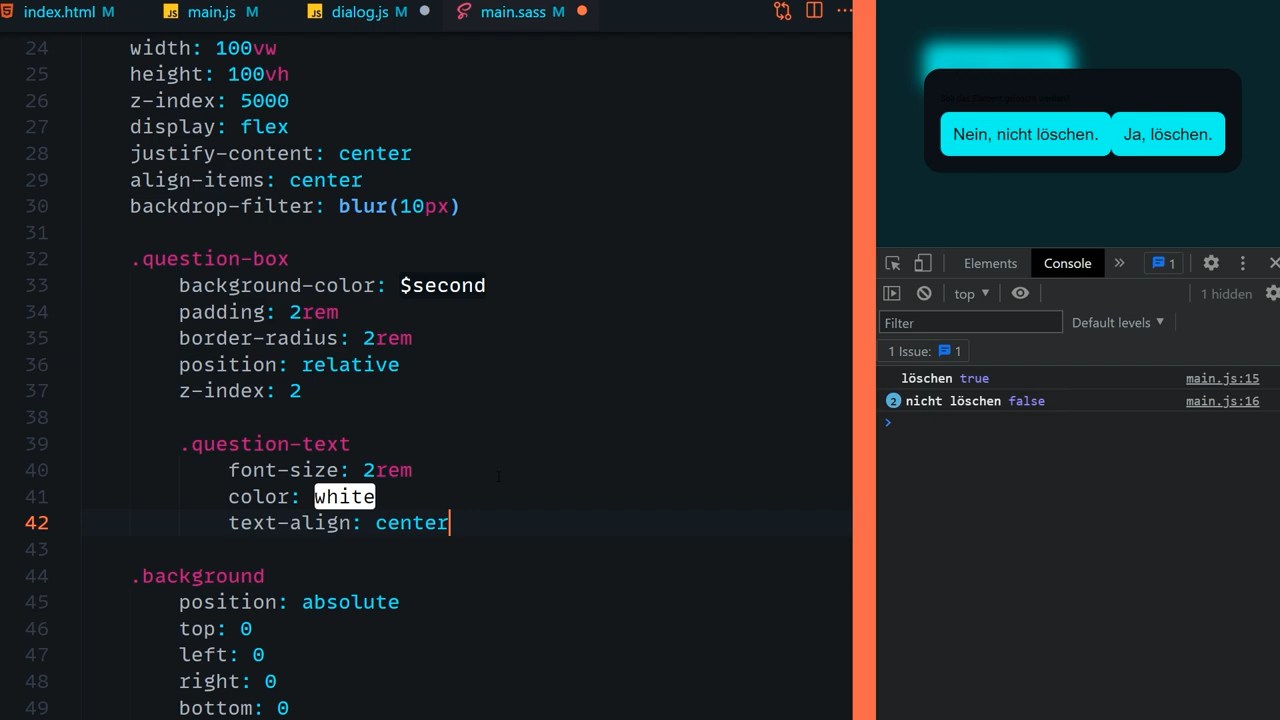 index.html M main.js M dialog.js M main.sass M
24 width: 100vw
25 height: 100vh
26 z-index: 5000
27 display: flex
28 justify-content: center
29 align-items: center
30 backdrop-filter: blur(10px)
31
32 .question-box
33 background-color: $second
34 padding: 2rem
35 border-radius: 2rem
36 position: relative
37 z-index: 2
38
39 .question-text
40 font-size: 2rem
41 color: white
42 text-align: center
43
44 .background
45 position: absolute
46 top: 0
47 left: 0
48 right: 0
49 bottom: 0
Nein, nicht löschen. Ja, löschen.
Elements Console » 1
top 1 hidden
Filter Default levels
1 Issue: 1
löschen true main.js:15
2 nicht löschen false main.js:16